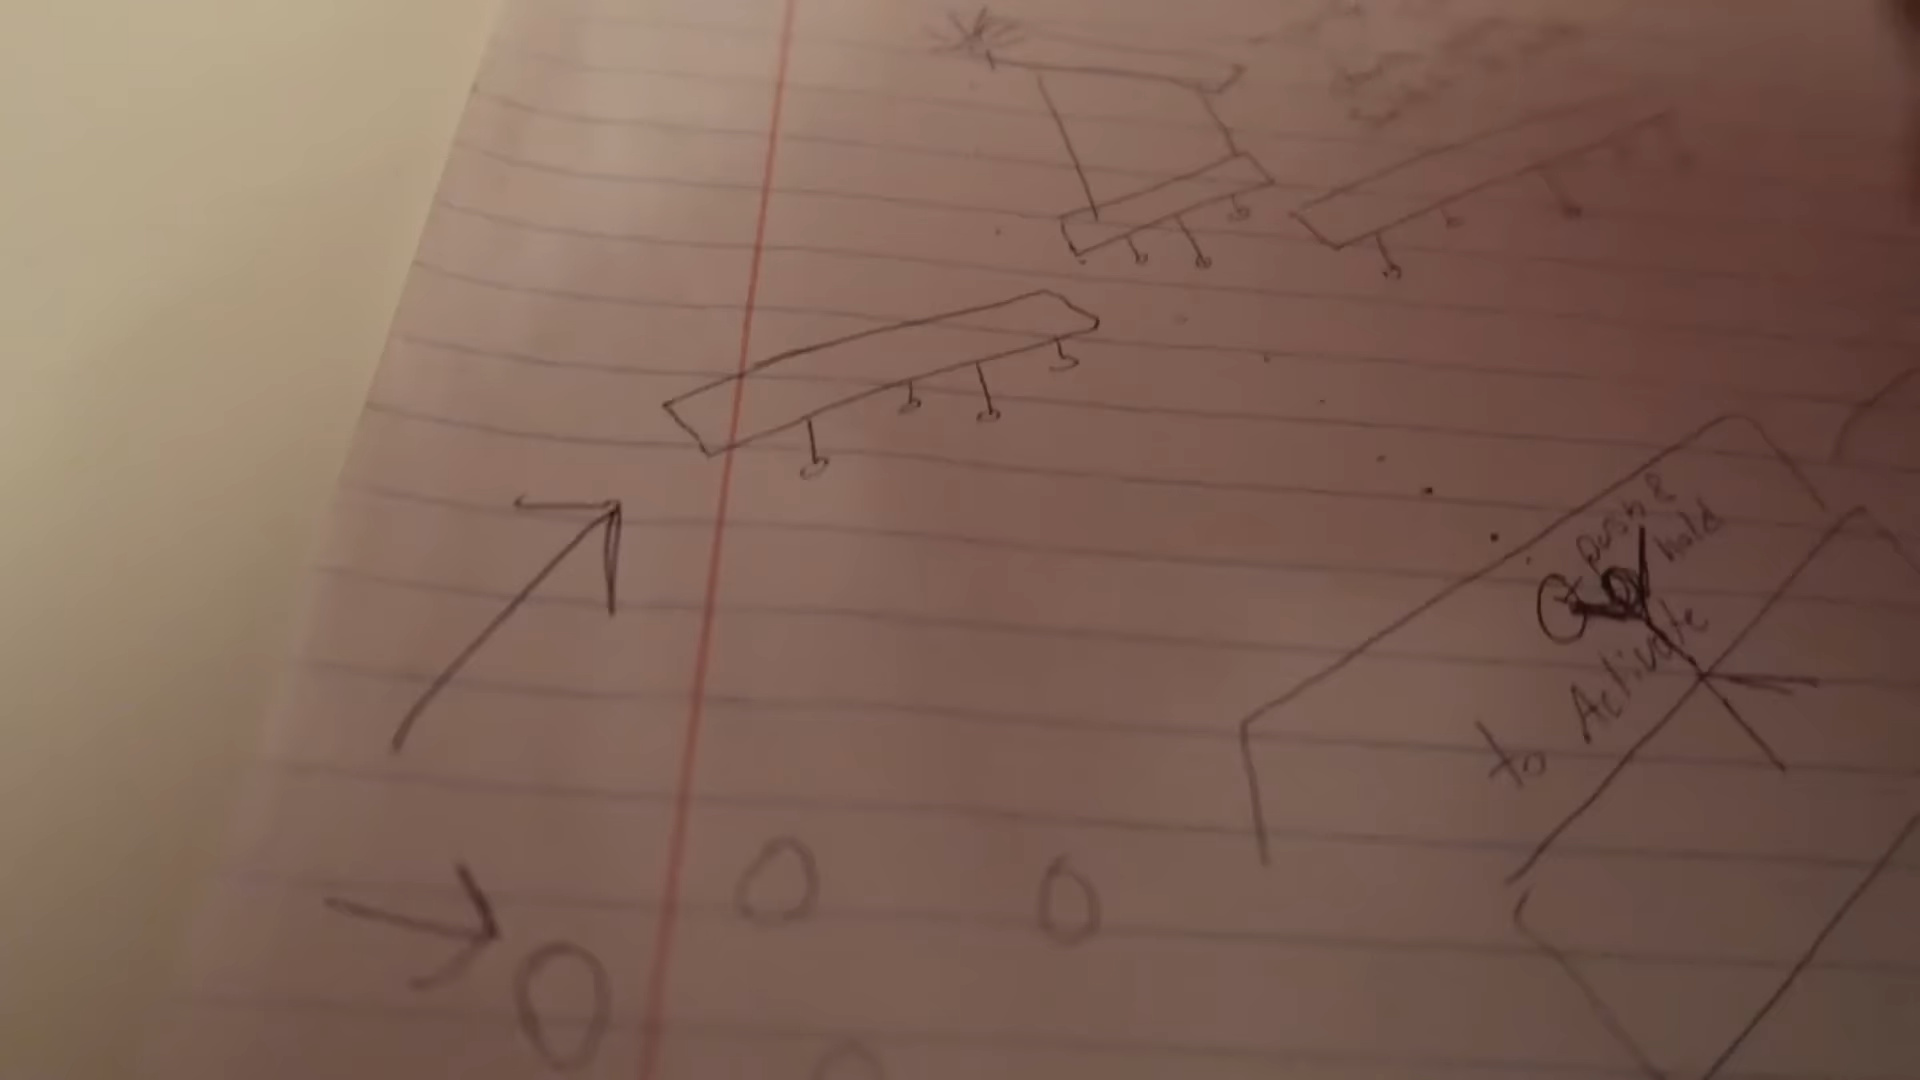 push &
hold
to Activate